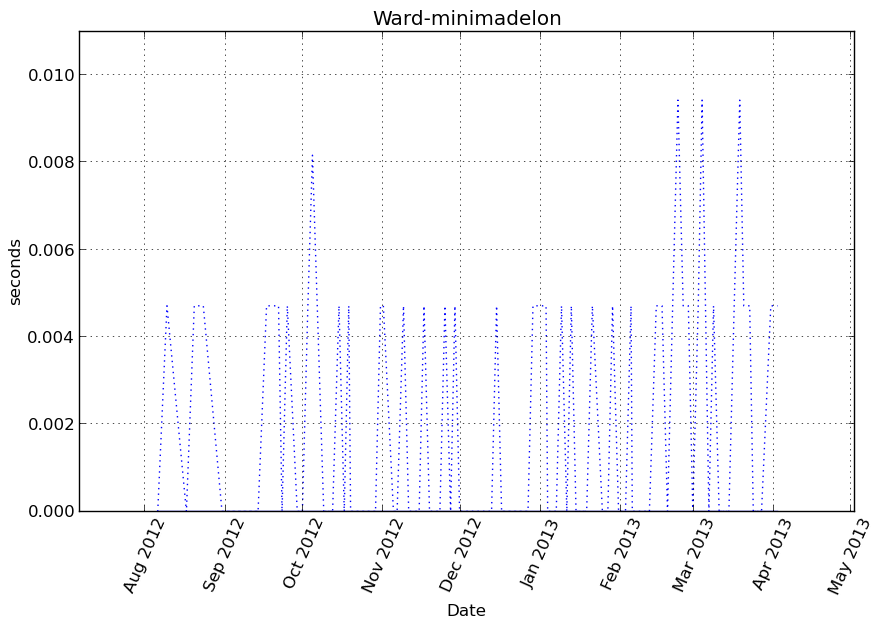 Ward-minimadelon
0.010
0.008
0.006
0.004
0.002
0.000
seconds
Aug 2012
Sep 2012
Oct 2012
Nov 2012
Dec 2012
Jan 2013
Feb 2013
Mar 2013
Apr 2013
May 2013
Date